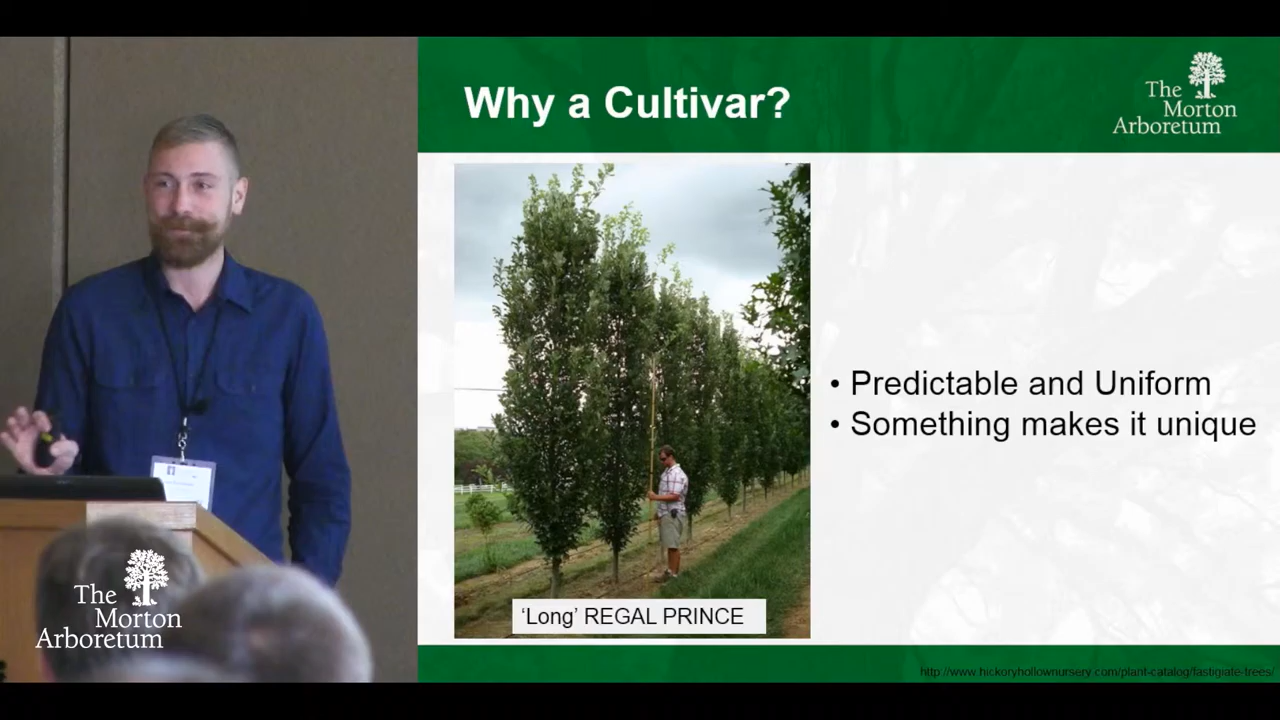 Why a Cultivar?
The
Morton
Arboretum
• Predictable and Uniform
• Something makes it unique
'Long' REGAL PRINCE
http://www.hickoryhollownursery.com/plant-catalog/fastigiate-trees/
The
Morton
Arboretum